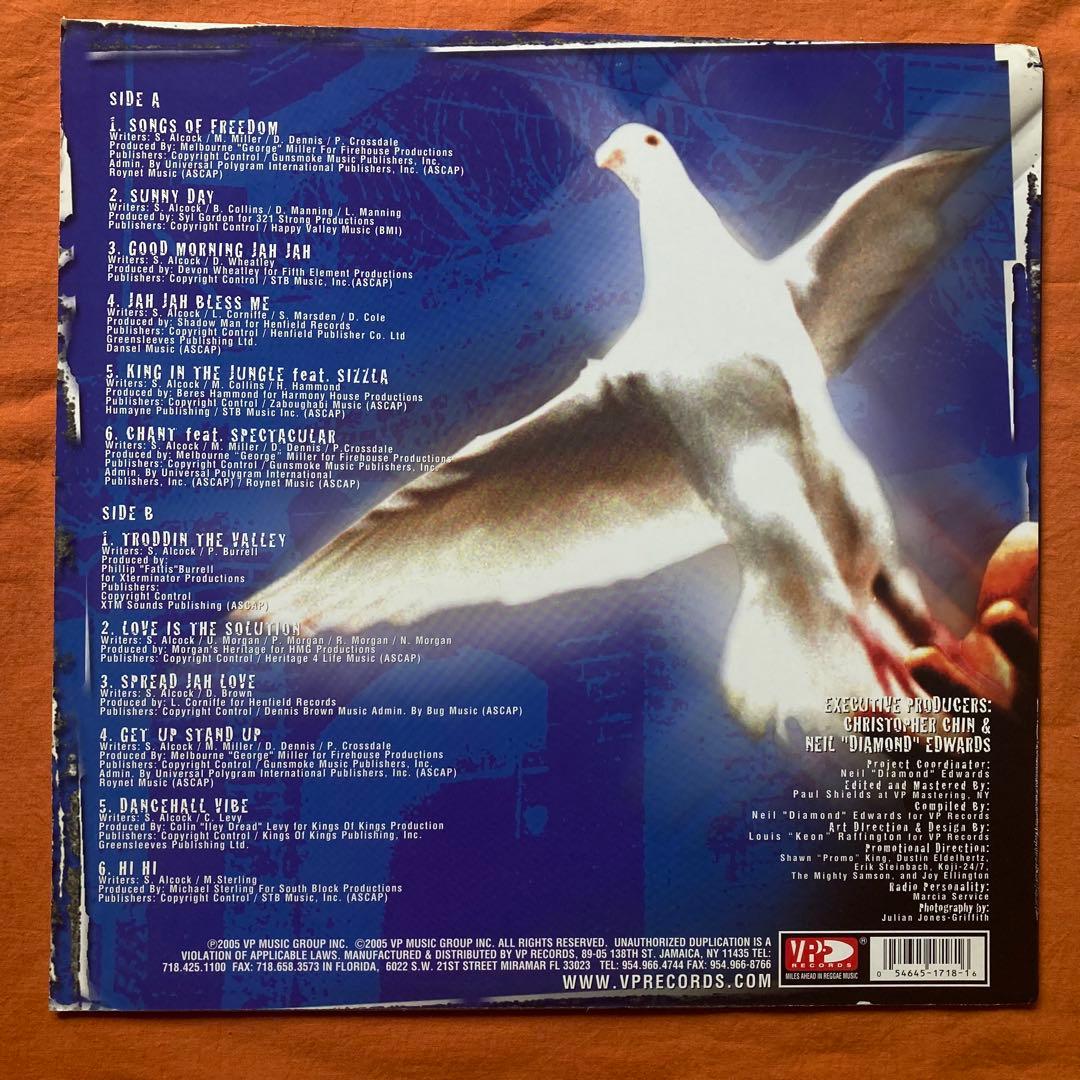 SIDE A
1. SONGS OF FREEDOM
Writers: S. Alcock / M. Miller / D. Dennis / P. Crossdale
Produced By: Melbourne "George" Miller For Firehouse Productions
Publishers: Copyright Control / Gunsmoke Music Publishers, Inc.
Admin. By Universal Polygram International Publishers, Inc. (ASCAP)
Roynet Music (ASCAP)
2. SUNNY DAY
Writers: S. Alcock / B. Collins / D. Manning / L. Manning
Produced by: Syl Gordon for 321 Strong Productions
Publishers: Copyright Control / Happy Valley Music (BMI)
3. GOOD MORNING JAH JAH
Writers: S. Alcock / D. Wheatley
Produced by: Devon Wheatley for Fifth Element Productions
Publishers: Copyright Control / STB Music, Inc.(ASCAP)
4. JAH JAH BLESS ME
Writers: S. Alcock / L. Corniffe / S. Marsden / D. Cole
Produced by: Shadow Man for Henfield Records
Publishers: Copyright Control / Henfield Publisher Co. Ltd
Greensleeves Publishing Ltd.
Dansel Music (ASCAP)
5. KING IN THE JUNGLE feat. SIZZLA
Writers: S. Alcock / M. Collins / H. Hammond
Produced by: Beres Hammond for Harmony House Productions
Publishers: Copyright Control / Zaboughabi Music (ASCAP)
Humayne Publishing / STB Music Inc. (ASCAP)
6. CHANT feat. SPECTACULAR
Writers: S. Alcock / M. Miller / D. Dennis / P.Crossdale
Produced by: Melbourne "George" Miller for Firehouse Productions
Publishers: Copyright Control / Gunsmoke Music Publishers, Inc.
Admin. By Universal Polygram International
Publishers, Inc. (ASCAP) / Roynet Music (ASCAP)
SIDE B
1. TRODDIN THE VALLEY
Writers: S. Alcock / P. Burrell
Produced by:
Phillip "Fattis"Burrell
for Xterminator Productions
Publishers:
Copyright Control
XTM Sounds Publishing (ASCAP)
2. LOVE IS THE SOLUTION
Writers: S. Alcock / U. Morgan / P. Morgan / R. Morgan / N. Morgan
Produced by: Morgan's Heritage for HMG Productions
Publishers: Copyright Control / Heritage 4 Life Music (ASCAP)
3. SPREAD JAH LOVE
Writers: S. Alcock / D. Brown
Produced by: L. Corniffe for Henfield Records
Publishers: Copyright Control / Dennis Brown Music Admin. By Bug Music (ASCAP)
4. GET UP STAND UP
Writers: S. Alcock / M. Miller / D. Dennis / P. Crossdale
Produced By: Melbourne "George" Miller for Firehouse Productions
Publishers: Copyright Control / Gunsmoke Music Publishers, Inc.
Admin. By Universal Polygram International Publishers, Inc. (ASCAP)
Roynet Music (ASCAP)
5. DANCEHALL VIBE
Writers: S. Alcock / C. Levy
Produced By: Colin "Iley Dread" Levy for Kings Of Kings Production
Publishers: Copyright Control / Kings Of Kings Publishing, Inc.
Greensleeves Publishing Ltd.
6. HI HI
Writers: S. Alcock / M.Sterling
Produced By: Michael Sterling For South Block Productions
Publishers: Copyright Control / STB Music, Inc. (ASCAP)
EXECUTIVE PRODUCERS:
CHRISTOPHER CHIN &
NEIL "DIAMOND" EDWARDS
Project Coordinator:
Neil "Diamond" Edwards
Edited and Mastered By:
Paul Shields at VP Mastering, NY
Compiled By:
Neil "Diamond" Edwards for VP Records
Art Direction & Design By:
Louis "Keon" Raffington for VP Records
Promotional Direction:
Shawn "Promo" King, Dustin Eldelhertz,
Erik Steinbach, Koji-24/7,
The Mighty Samson, and Joy Ellington
Radio Personality:
Marcia Service
Photography by:
Julian Jones-Griffith
℗2005 VP MUSIC GROUP INC. ©2005 VP MUSIC GROUP INC. ALL RIGHTS RESERVED. UNAUTHORIZED DUPLICATION IS A
VIOLATION OF APPLICABLE LAWS. MANUFACTURED & DISTRIBUTED BY VP RECORDS, 89-05 138TH ST. JAMAICA, NY 11435 TEL:
718.425.1100 FAX: 718.658.3573 IN FLORIDA, 6022 S.W. 21ST STREET MIRAMAR FL 33023 TEL: 954.966.4744 FAX: 954.966-8766
WWW.VPRECORDS.COM
VP ®
RECORDS
MILES AHEAD IN REGGAE MUSIC
0 54645-1718-1 6